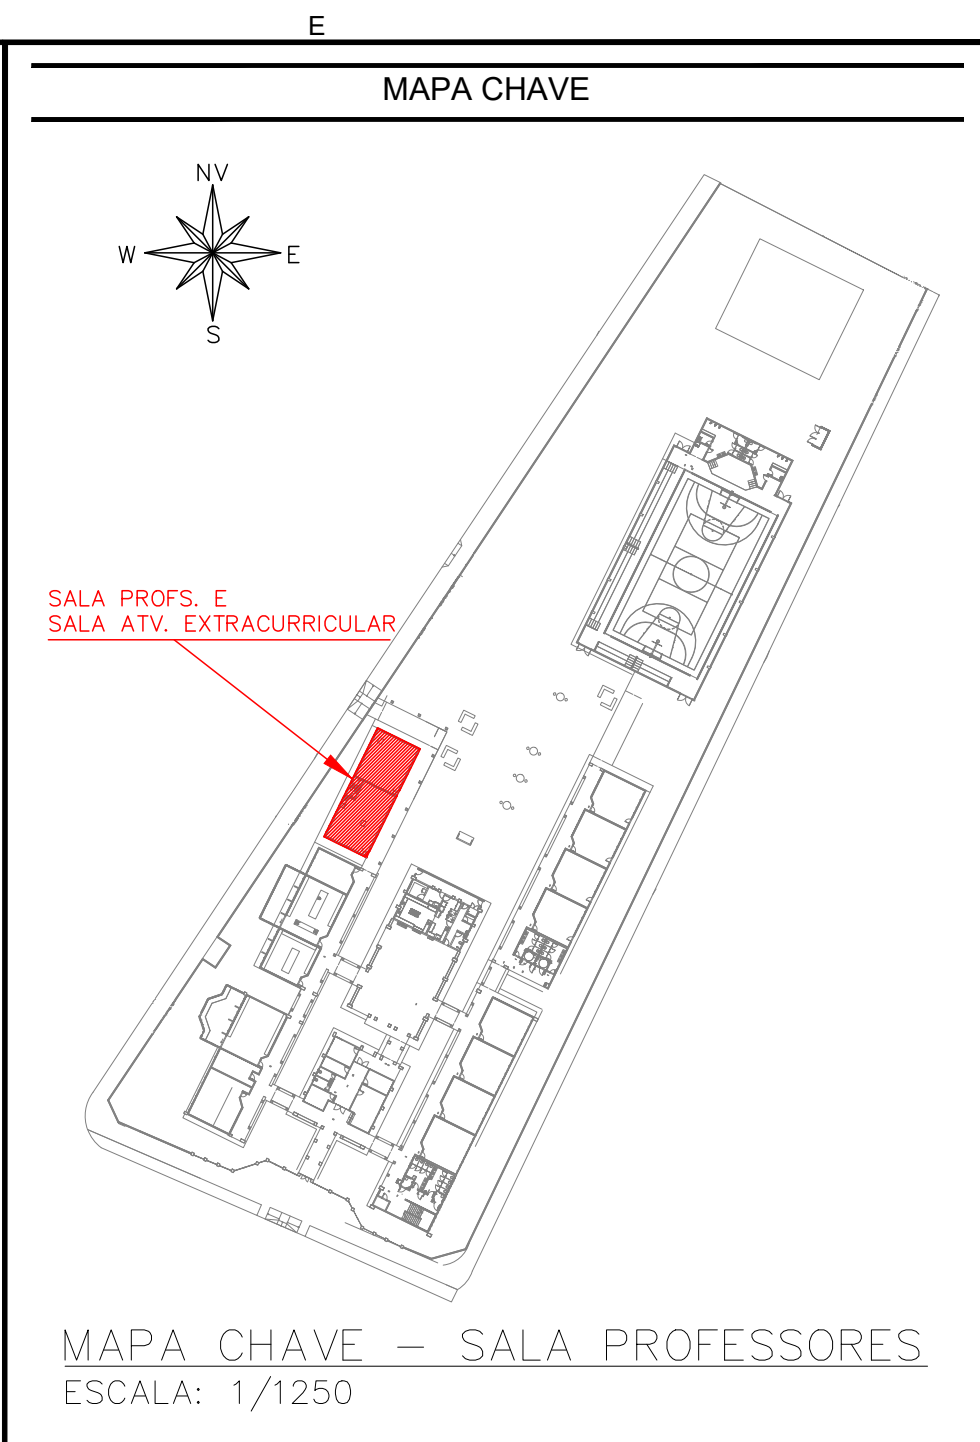 E
MAPA CHAVE
NV
W
E
S
SALA PROFS. E
SALA ATV. EXTRACURRICULAR
MAPA CHAVE - SALA PROFESSORES
ESCALA: 1/1250